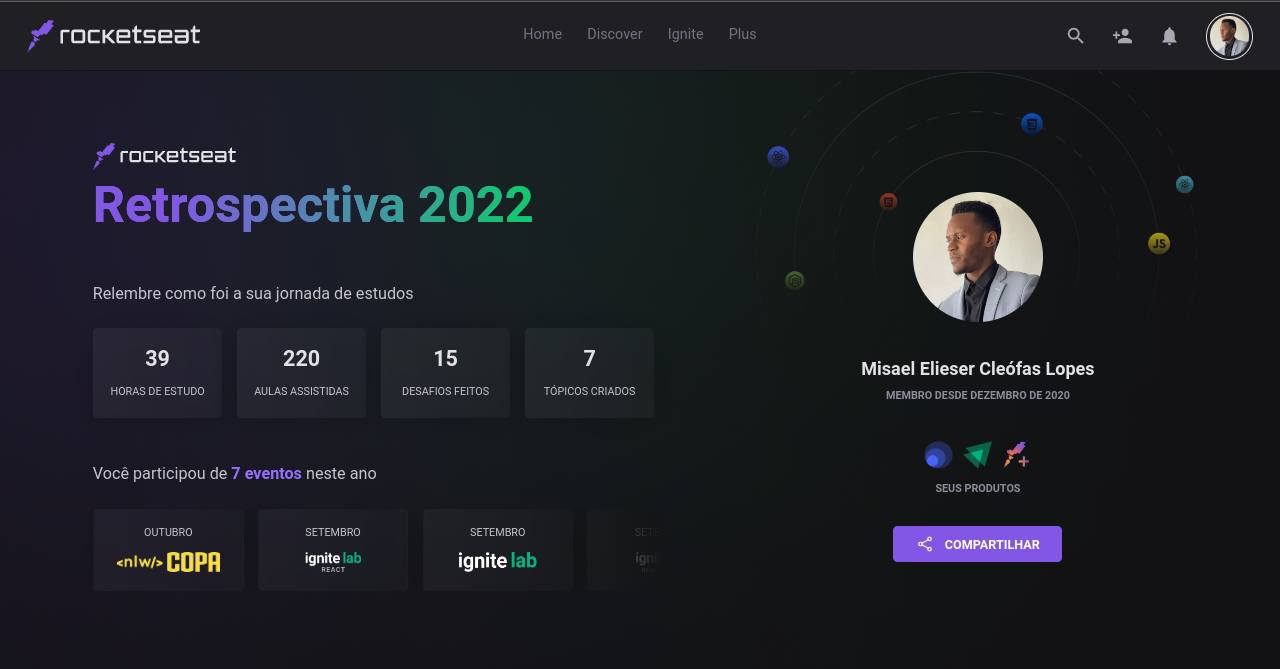 rocketseat
Home Discover Ignite Plus
rocketseat
Retrospectiva 2022
Relembre como foi a sua jornada de estudos
39
HORAS DE ESTUDO
220
AULAS ASSISTIDAS
15
DESAFIOS FEITOS
7
TÓPICOS CRIADOS
Você participou de 7 eventos neste ano
OUTUBRO
<nlw/> COPA
SETEMBRO
ignite lab
REACT
SETEMBRO
ignite lab
SETE
igni
JS
Misael Elieser Cleófas Lopes
MEMBRO DESDE DEZEMBRO DE 2020
SEUS PRODUTOS
COMPARTILHAR